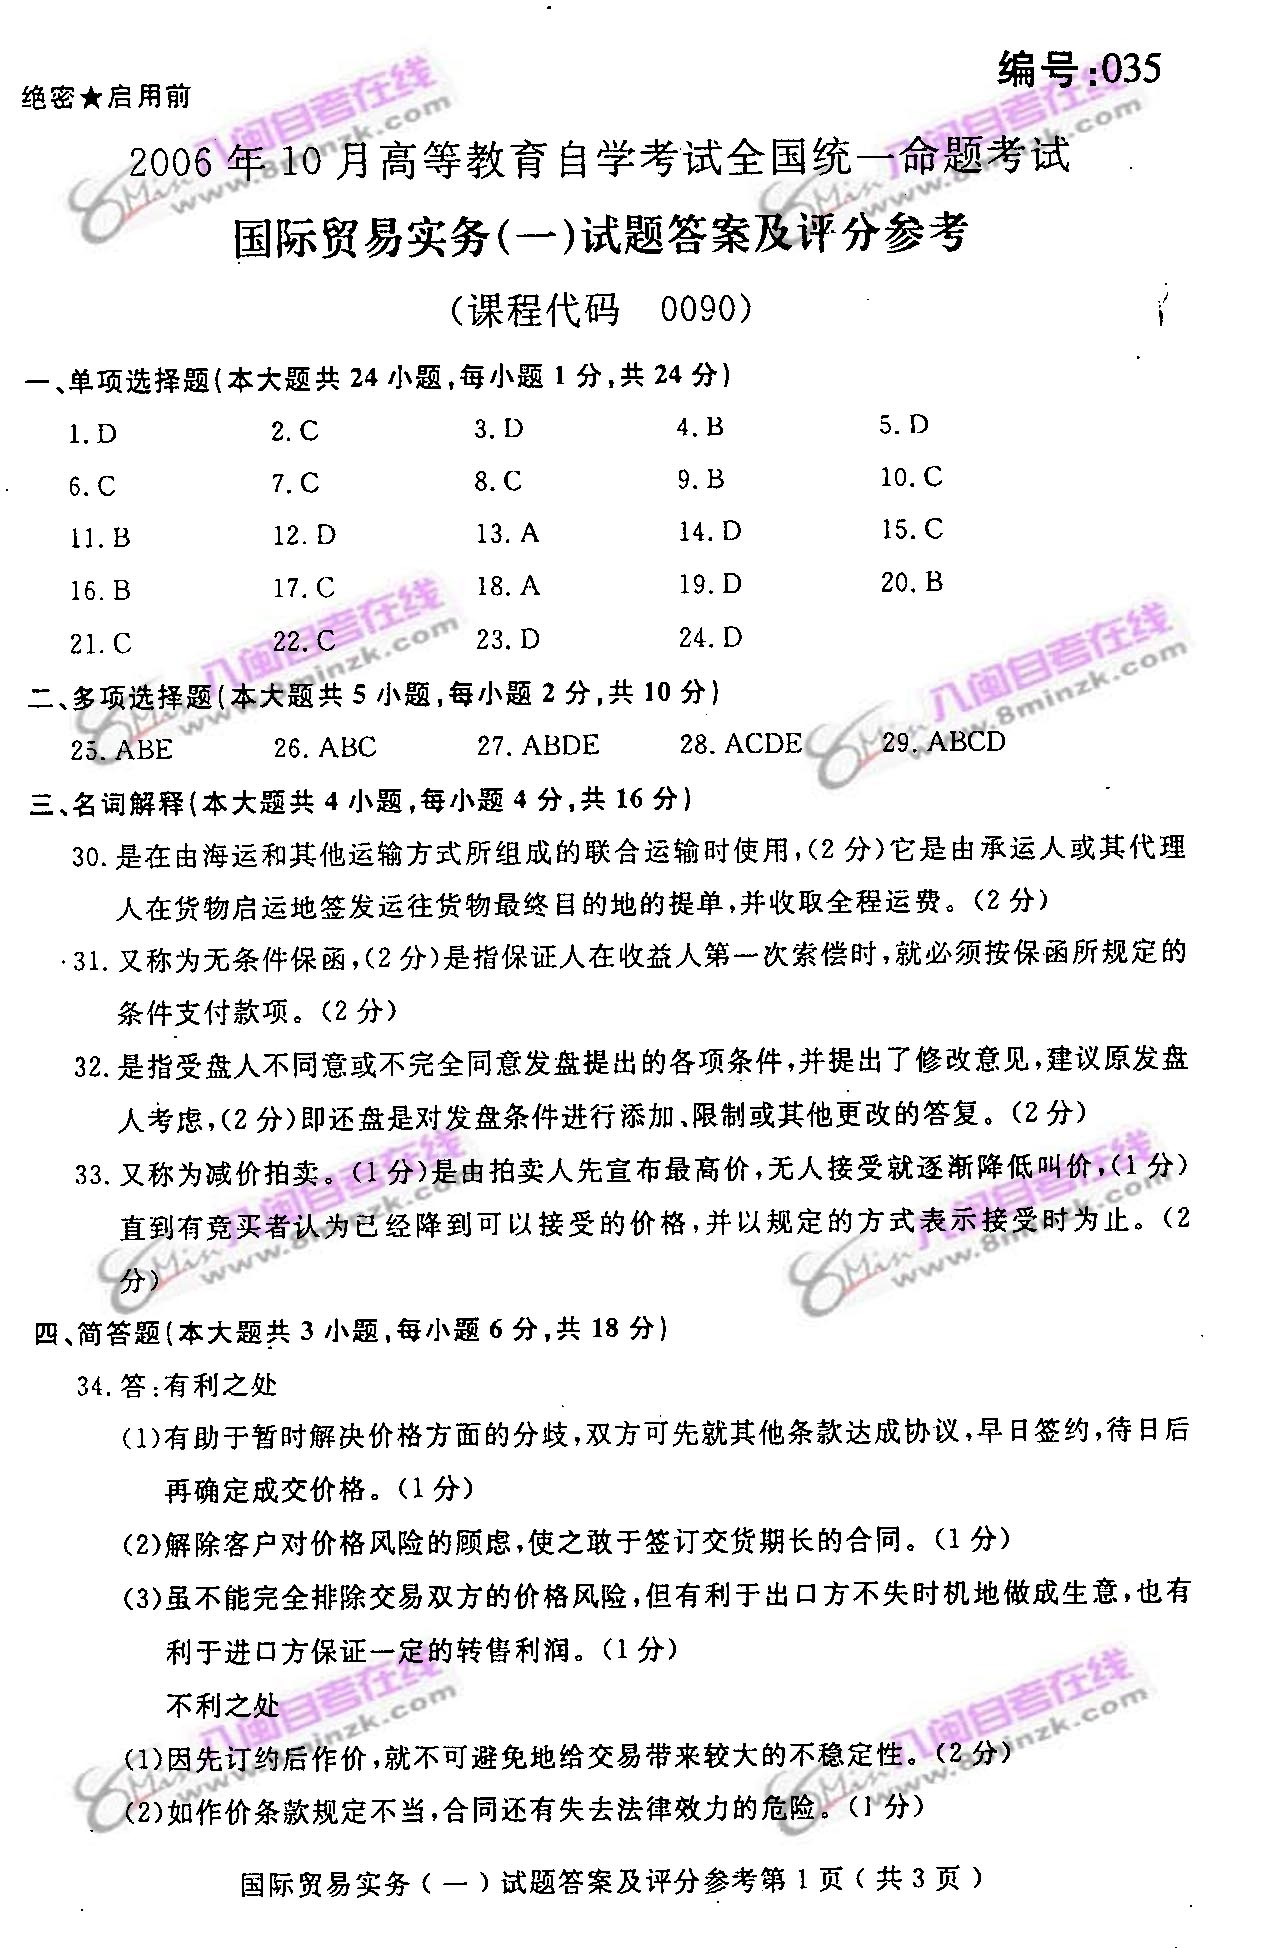 编号:035
绝密★启用前
2006年10月高等教育自学考试全国统一命题考试
国际贸易实务(一)试题答案及评分参考
(课程代码 0090)
一、单项选择题(本大题共24小题,每小题1分,共24分)
1. D 2. C 3. D 4. B 5. D
6. C 7. C 8. C 9. B 10. C
11. B 12. D 13. A 14. D 15. C
16. B 17. C 18. A 19. D 20. B
21. C 22. C 23. D 24. D
二、多项选择题(本大题共5小题,每小题2分,共10分)
25. ABE 26. ABC 27. ABDE 28. ACDE 29. ABCD
三、名词解释(本大题共4小题,每小题4分,共16分)
30. 是在由海运和其他运输方式所组成的联合运输时使用,(2分)它是由承运人或其代理
人在货物启运地签发运往货物最终目的地的提单,并收取全程运费。(2分)
31. 又称为无条件保函,(2分)是指保证人在收益人第一次索偿时,就必须按保函所规定的
条件支付款项。(2分)
32. 是指受盘人不同意或不完全同意发盘提出的各项条件,并提出了修改意见,建议原发盘
人考虑,(2分)即还盘是对发盘条件进行添加、限制或其他更改的答复。(2分)
33. 又称为减价拍卖。(1分)是由拍卖人先宣布最高价,无人接受就逐渐降低叫价,(1分)
直到有竞买者认为已经降到可以接受的价格,并以规定的方式表示接受时为止。(2
分)
四、简答题(本大题共3小题,每小题6分,共18分)
34. 答:有利之处
(1)有助于暂时解决价格方面的分歧,双方可先就其他条款达成协议,早日签约,待日后
再确定成交价格。(1分)
(2)解除客户对价格风险的顾虑,使之敢于签订交货期长的合同。(1分)
(3)虽不能完全排除交易双方的价格风险,但有利于出口方不失时机地做成生意,也有
利于进口方保证一定的转售利润。(1分)
不利之处
(1)因先订约后作价,就不可避免地给交易带来较大的不稳定性。(2分)
(2)如作价条款规定不当,合同还有失去法律效力的危险。(1分)
国际贸易实务(一)试题答案及评分参考第1页(共3页)
八闽自考在线
8Min
www.8minzk.com